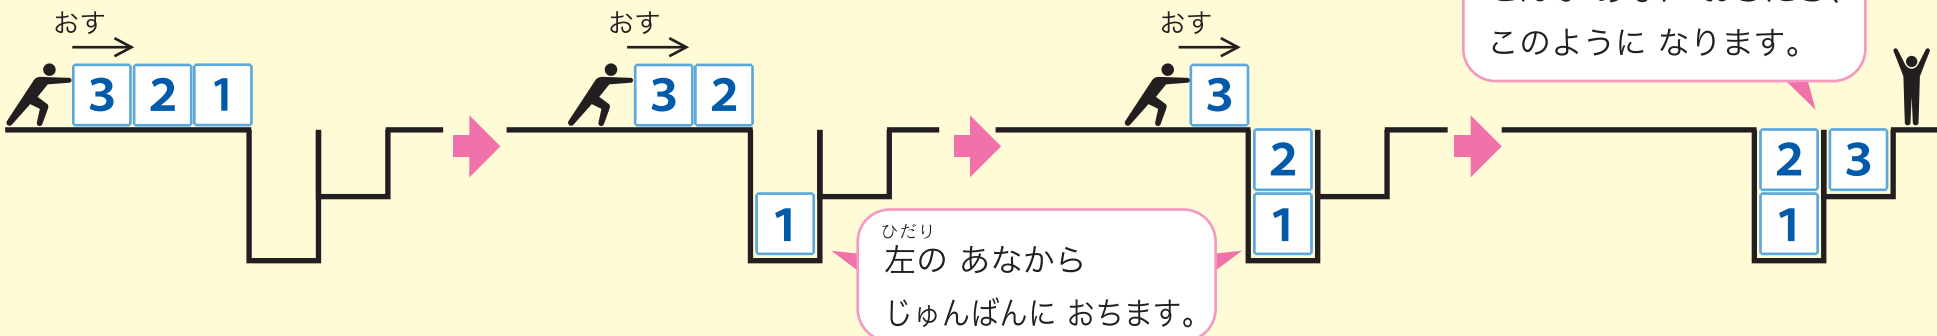 おす
3 2 1
おす
3 2
1
おす
3
2
1
2 3
1
ひだり
左の あなから
じゅんばんに おちます。
このように なります。